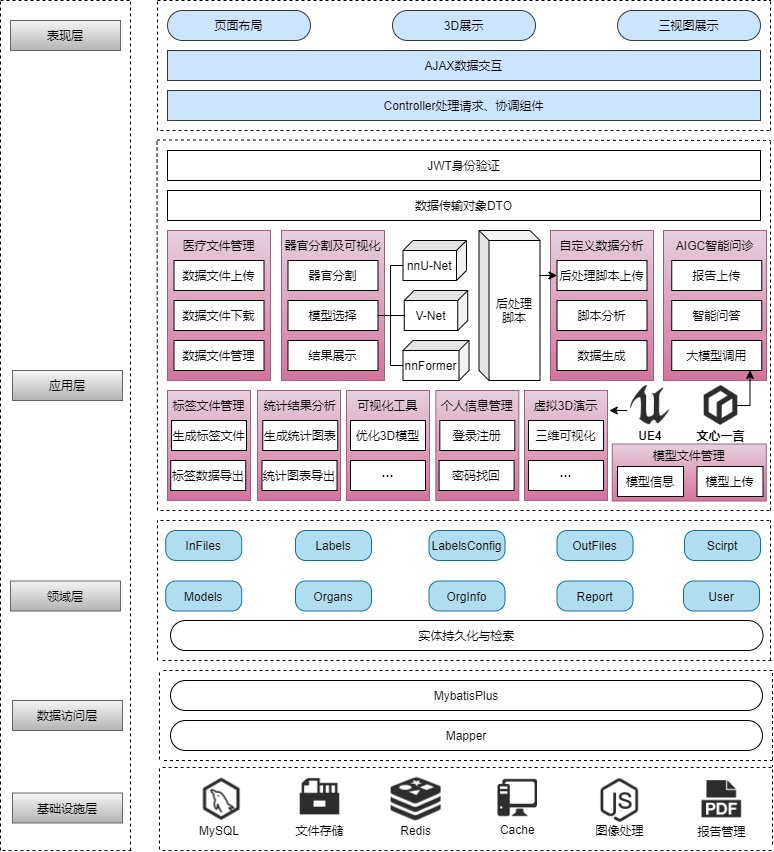 表现层
页面布局
3D展示
三视图展示
AJAX数据交互
Controller处理请求、协调组件
应用层
JWT身份验证
数据传输对象DTO
医疗文件管理
数据文件上传
数据文件下载
数据文件管理
器官分割及可视化
器官分割
模型选择
结果展示
nnU-Net
V-Net
nnFormer
后处理
脚本
自定义数据分析
后处理脚本上传
脚本分析
数据生成
AIGC智能问诊
报告上传
智能问答
大模型调用
标签文件管理
生成标签文件
标签数据导出
统计结果分析
生成统计图表
统计图表导出
可视化工具
优化3D模型
...
个人信息管理
登录注册
密码找回
虚拟3D演示
三维可视化
...
UE4
文心一言
模型文件管理
模型信息
模型上传
领域层
InFiles
Labels
LabelsConfig
OutFiles
Scirpt
Models
Organs
OrgInfo
Report
User
实体持久化与检索
数据访问层
MybatisPlus
Mapper
基础设施层
MySQL
文件存储
Redis
Cache
JS
图像处理
PDF
报告管理